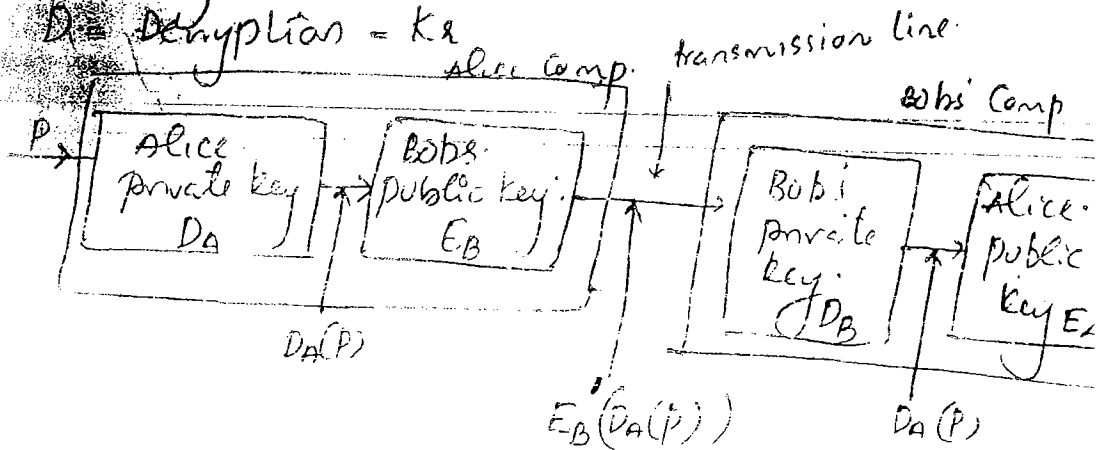 D = Decryption = Kr
Alice Comp.
transmission line.
Bobs' Comp
P
Alice
private key
DA
Bobs
public key.
EB
Bob's
private
key.
DB
Alice.
public
key EA
DA(P)
EB(DA(P))
DA(P)